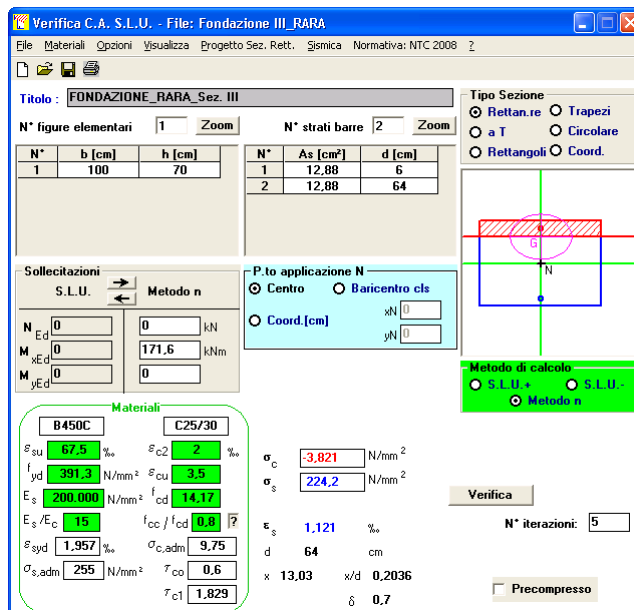 Verifica C.A. S.L.U. - File: Fondazione III_RARA
File Materiali Opzioni Visualizza Progetto Sez. Rett. Sismica Normativa: NTC 2008 ?
Titolo : FONDAZIONE_RARA_Sez. III
N° figure elementari 1 Zoom
N° strati barre 2 Zoom
N° b [cm] h [cm]
1 100 70
N° As [cm²] d [cm]
1 12,88 6
2 12,88 64
Tipo Sezione
Rettan.re Trapezi
a T Circolare
Rettangoli Coord.
G
N
Sollecitazioni
S.L.U. Metodo n
N Ed 0 0 kN
M xEd 0 171,6 kNm
M yEd 0 0
P.to applicazione N
Centro Baricentro cls
Coord.[cm] xN 0
yN 0
Metodo di calcolo
S.L.U.+ S.L.U.-
Metodo n
Materiali
B450C C25/30
εsu 67,5 ‰ εc2 2 ‰
fyd 391,3 N/mm² εcu 3,5
Es 200.000 N/mm² fcd 14,17
Es/Ec 15 fcc / fcd 0,8 ?
εsyd 1,957 ‰ σc,adm 9,75
σs,adm 255 N/mm² τco 0,6
τc1 1,829
σc -3,821 N/mm²
σs 224,2 N/mm²
εs 1,121 ‰
d 64 cm
x 13,03 x/d 0,2036
δ 0,7
Verifica
N° iterazioni: 5
Precompresso